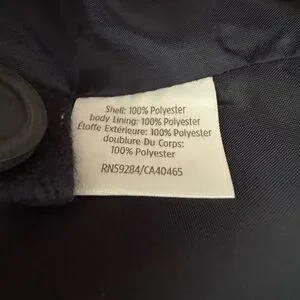 Shell: 100% Polyester
body Lining: 100% Polyester
Étoffe Extérieure: 100% Polyester
doublure Du Corps:
100% Polyester
RN59284/CA40465